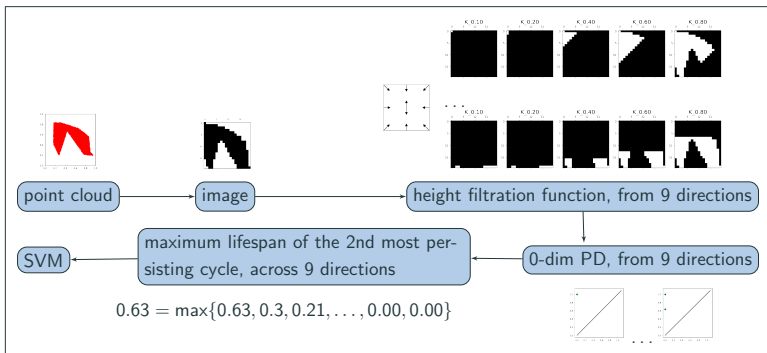 K, 0.10 K, 0.20 K, 0.40 K, 0.60 K, 0.80
. . .
K, 0.10 K, 0.20 K, 0.40 K, 0.60 K, 0.80
point cloud
image
height filtration function, from 9 directions
SVM
maximum lifespan of the 2nd most per-
sisting cycle, across 9 directions
0-dim PD, from 9 directions
0.63 = max{0.63, 0.3, 0.21, . . . , 0.00, 0.00}
. . .